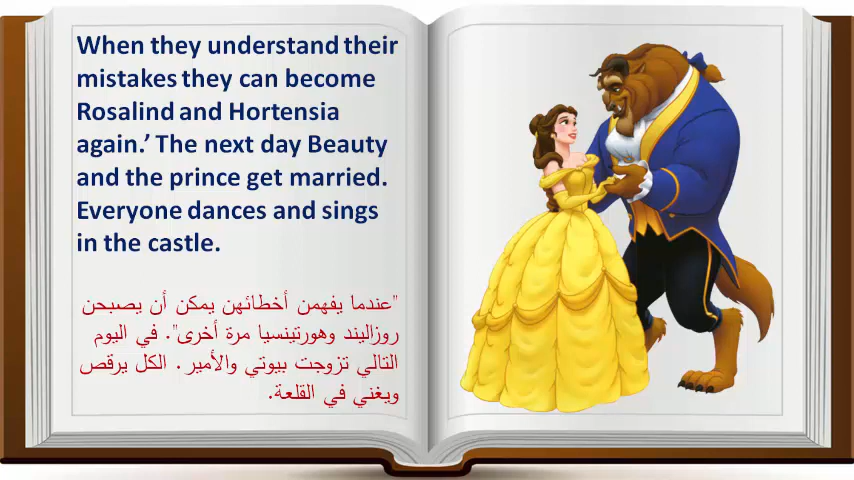 When they understand their
mistakes they can become
Rosalind and Hortensia
again.’ The next day Beauty
and the prince get married.
Everyone dances and sings
in the castle.
"عندما يفهمن أخطائهن يمكن أن يصبحن
روزاليند وهورتينسيا مرة أخرى". في اليوم
التالي تزوجت بيوتي والأمير. الكل يرقص
ويغني في القلعة.